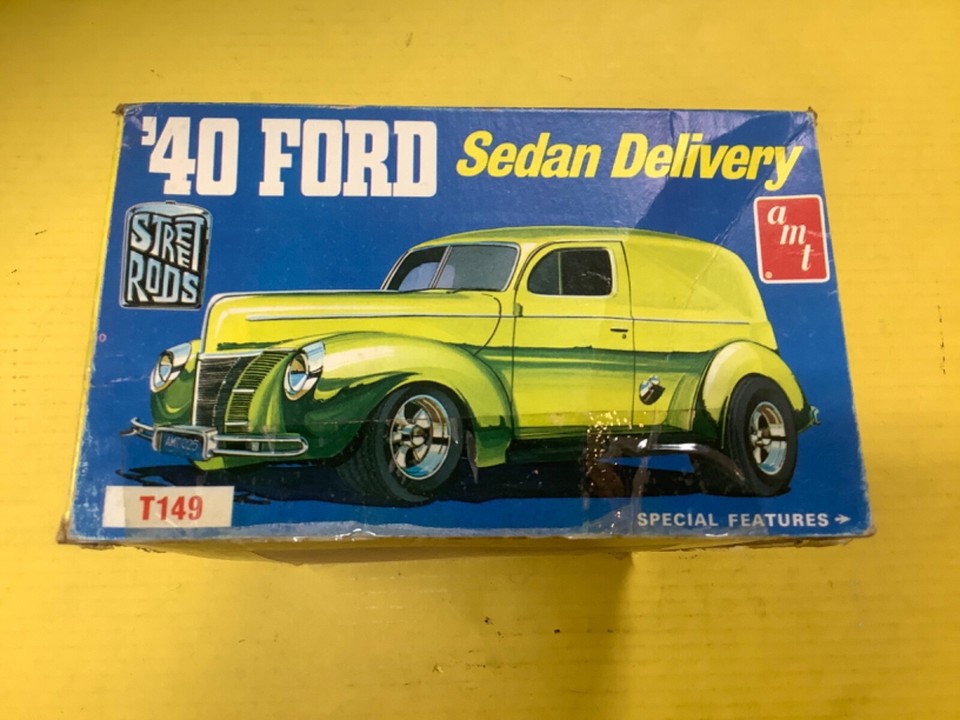 '40 FORD Sedan Delivery
STREET
RODS
amt
®
T149
SPECIAL FEATURES →